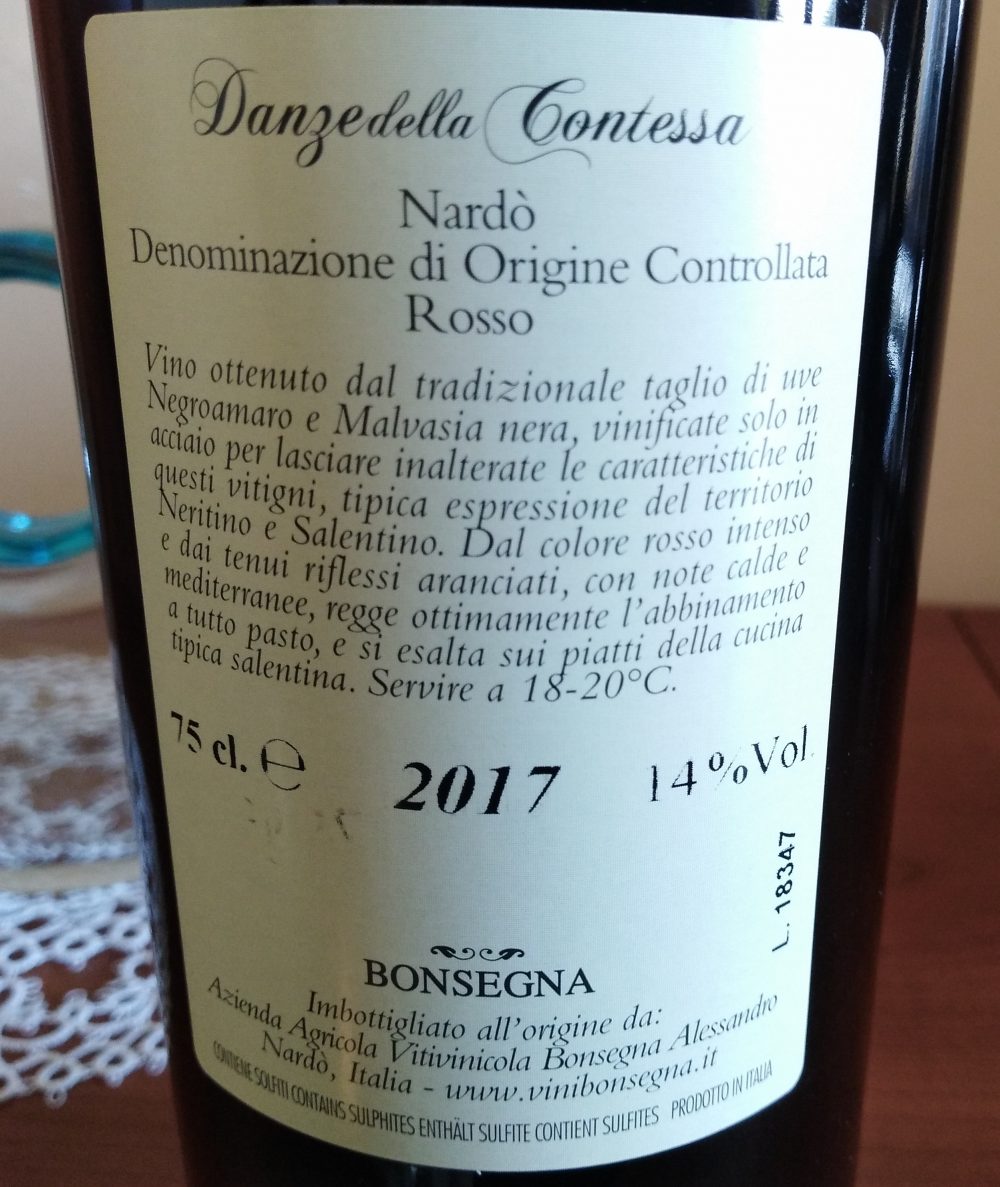 Danze della Contessa
Nardò
Denominazione di Origine Controllata
Rosso
Vino ottenuto dal tradizionale taglio di uve
Negroamaro e Malvasia nera, vinificate solo in
acciaio per lasciare inalterate le caratteristiche di
questi vitigni, tipica espressione del territorio
Neritino e Salentino. Dal colore rosso intenso
e dai tenui riflessi aranciati, con note calde e
mediterranee, regge ottimamente l'abbinamento
a tutto pasto, e si esalta sui piatti della cucina
tipica salentina. Servire a 18-20°C.
75 cl. ℮ 2017 14%Vol.
L. 18347
BONSEGNA
Imbottigliato all'origine da:
Azienda Agricola Vitivinicola Bonsegna Alessandro
Nardò, Italia - www.vinibonsegna.it
CONTIENE SOLFITI CONTAINS SULPHITES ENTHÄLT SULFITE CONTIENT SULFITES PRODOTTO IN ITALIA